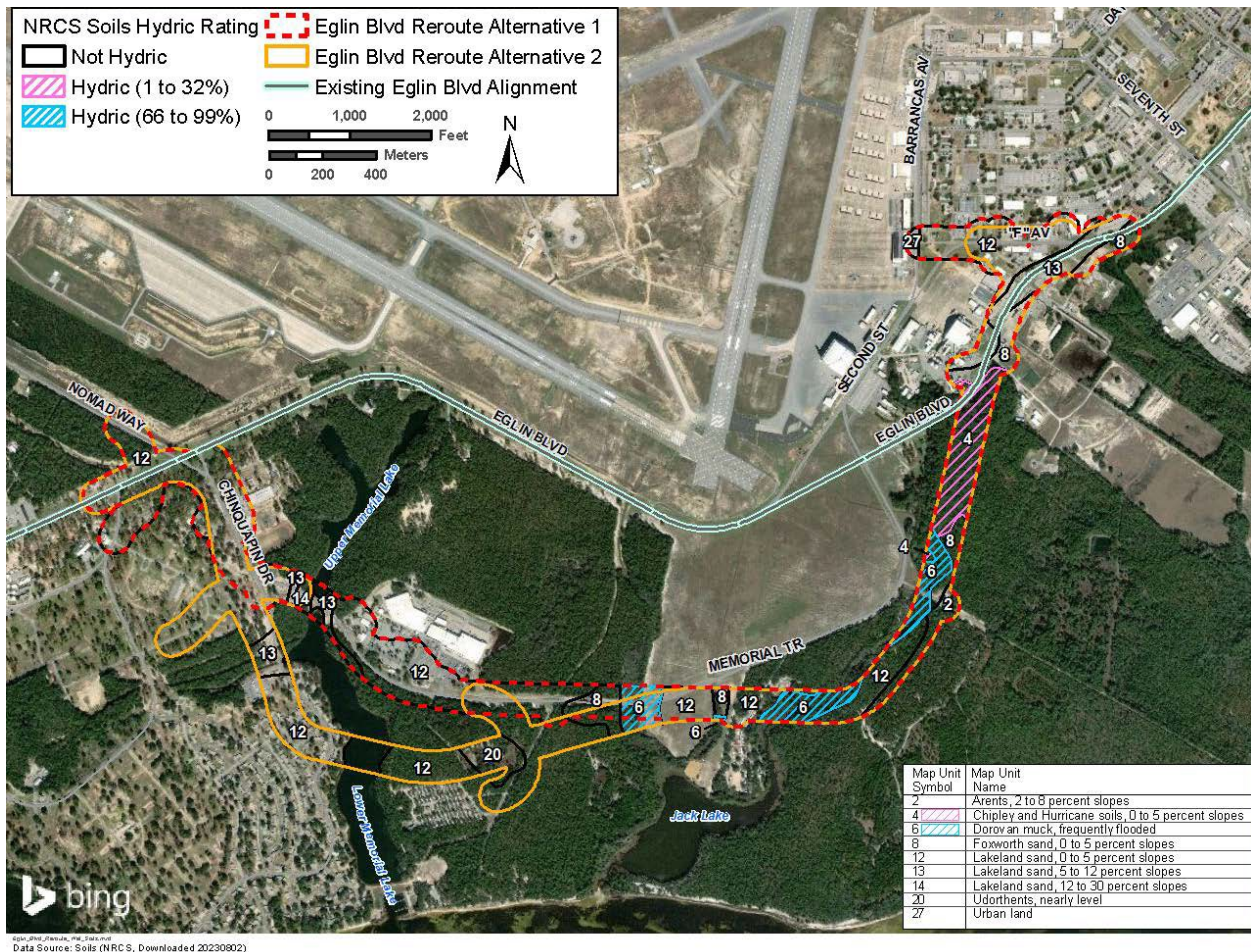 NRCS Soils Hydric Rating
Not Hydric
Hydric (1 to 32%)
Hydric (66 to 99%)
Eglin Blvd Reroute Alternative 1
Eglin Blvd Reroute Alternative 2
Existing Eglin Blvd Alignment
0 1,000 2,000
Feet
Meters
0 200 400
N
DA
SEVENTH ST
BARRANCAS AV
"F" AV
27
12
8
13
SECOND ST
8
EGLIN BLVD
4
NOMAD WAY
12
EGLIN BLVD
CHINQUAPIN DR
Upper Memorial Lake
4
8
6
2
13
14
13
13
MEMORIAL TR
12
12
8
6
12
8
12
6
6
12
12
20
Lower Memorial Lake
Jack Lake
Map Unit Symbol
Map Unit Name
2 Arents, 2 to 8 percent slopes
4 Chipley and Hurricane soils, 0 to 5 percent slopes
6 Dorovan muck, frequently flooded
8 Foxworth sand, 0 to 5 percent slopes
12 Lakeland sand, 0 to 5 percent slopes
13 Lakeland sand, 5 to 12 percent slopes
14 Lakeland sand, 12 to 30 percent slopes
20 Udorthents, nearly level
27 Urban land
bing
Data Source: Soils (NRCS, Downloaded 20230802)